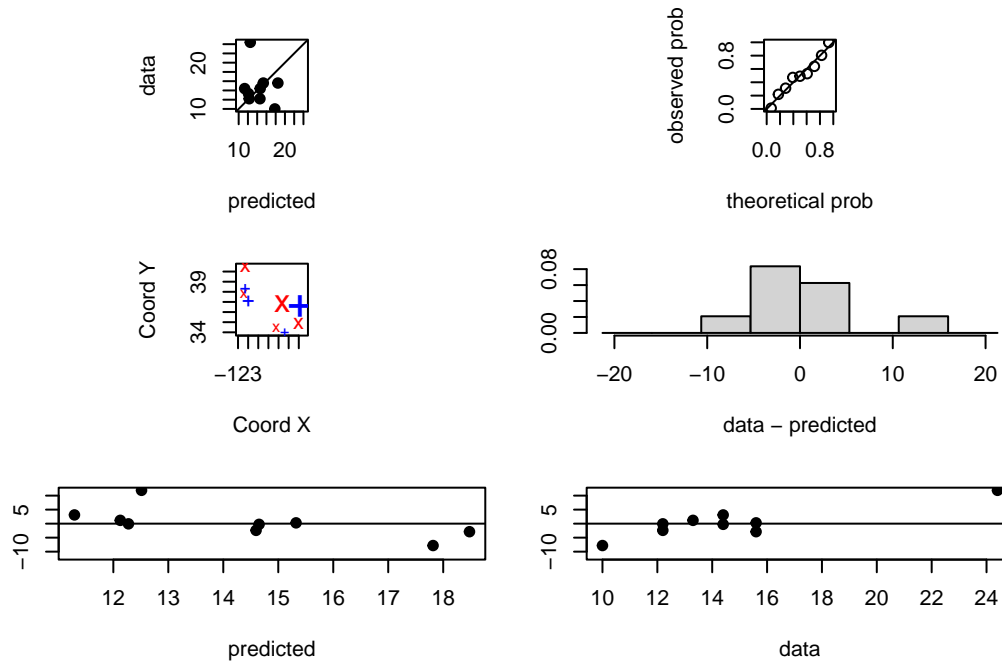 data
20
10
10 20
predicted
observed prob
0.8
0.0
0.0 0.8
theoretical prob
Coord Y
39
34
−123
Coord X
0.08
0.00
−20 −10 0 10 20
data − predicted
5
−10
12 13 14 15 16 17 18
predicted
5
−10
10 12 14 16 18 20 22 24
data